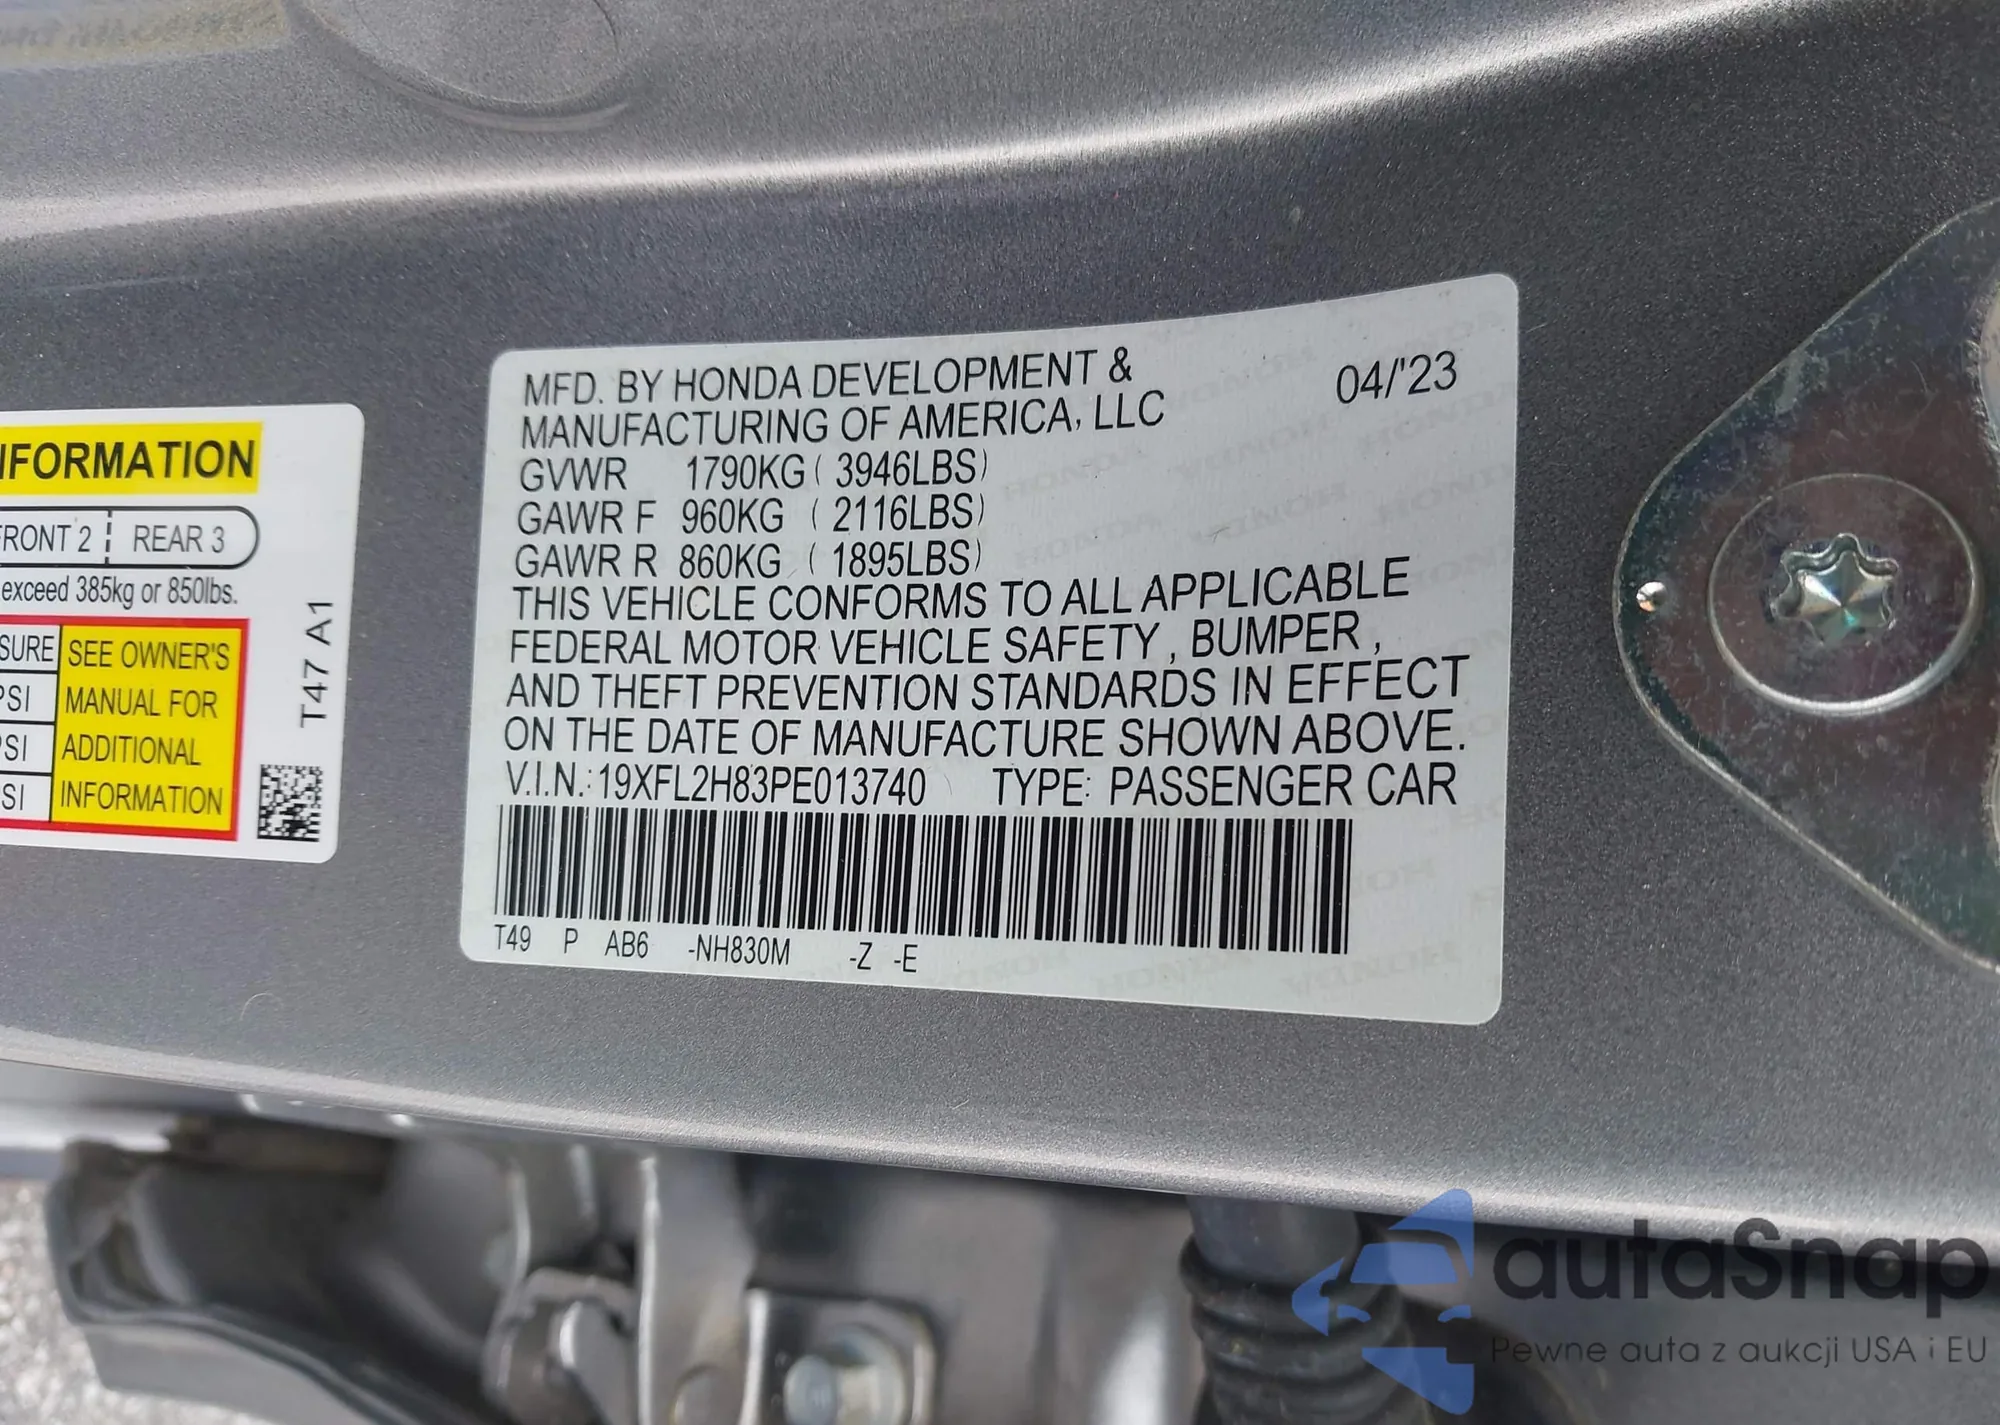 INFORMATION
FRONT 2 REAR 3
exceed 385kg or 850lbs.
SURE
PSI
PSI
SI
SEE OWNER'S
MANUAL FOR
ADDITIONAL
INFORMATION
T47 A1
MFD. BY HONDA DEVELOPMENT & 04/'23
MANUFACTURING OF AMERICA, LLC
GVWR 1790KG ( 3946LBS)
GAWR F 960KG ( 2116LBS)
GAWR R 860KG ( 1895LBS)
THIS VEHICLE CONFORMS TO ALL APPLICABLE
FEDERAL MOTOR VEHICLE SAFETY , BUMPER ,
AND THEFT PREVENTION STANDARDS IN EFFECT
ON THE DATE OF MANUFACTURE SHOWN ABOVE.
V.I.N.: 19XFL2H83PE013740 TYPE: PASSENGER CAR
T49 P AB6 -NH830M -Z -E
autaSnap
Pewne auta z aukcji USA i EU